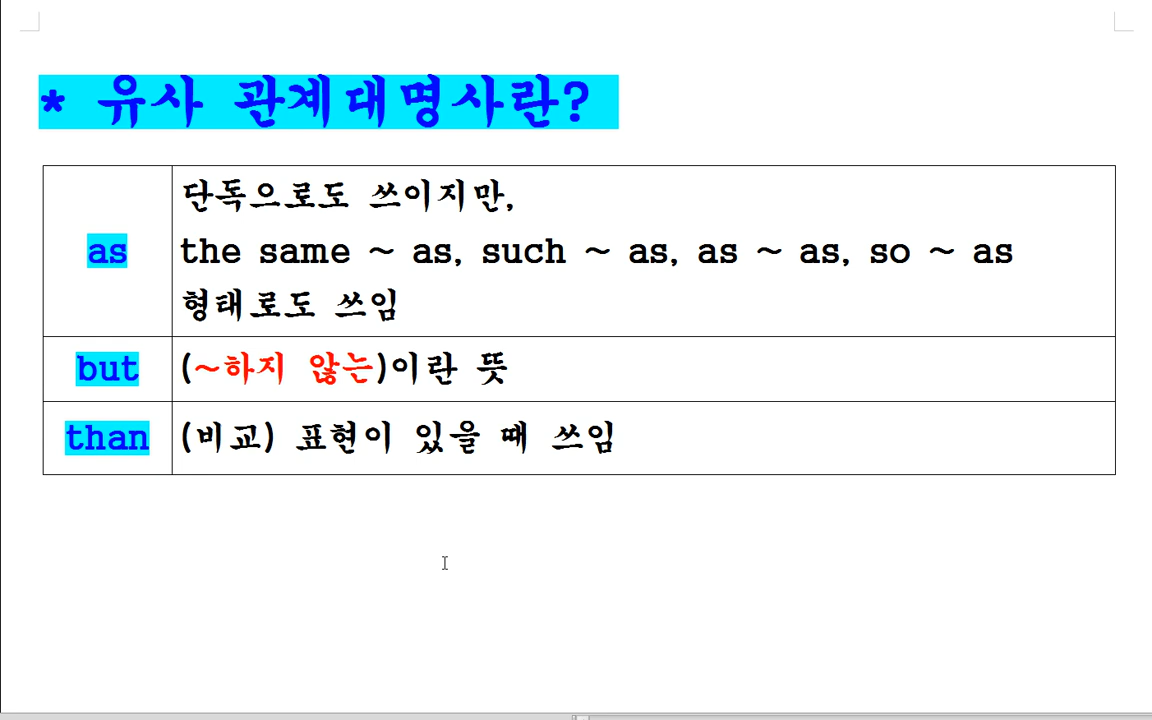 * 유사 관계대명사란?
단독으로도 쓰이지만,
as
the same ~ as, such ~ as, as ~ as, so ~ as
형태로도 쓰임
but
(~하지 않는)이란 뜻
than
(비교) 표현이 있을 때 쓰임